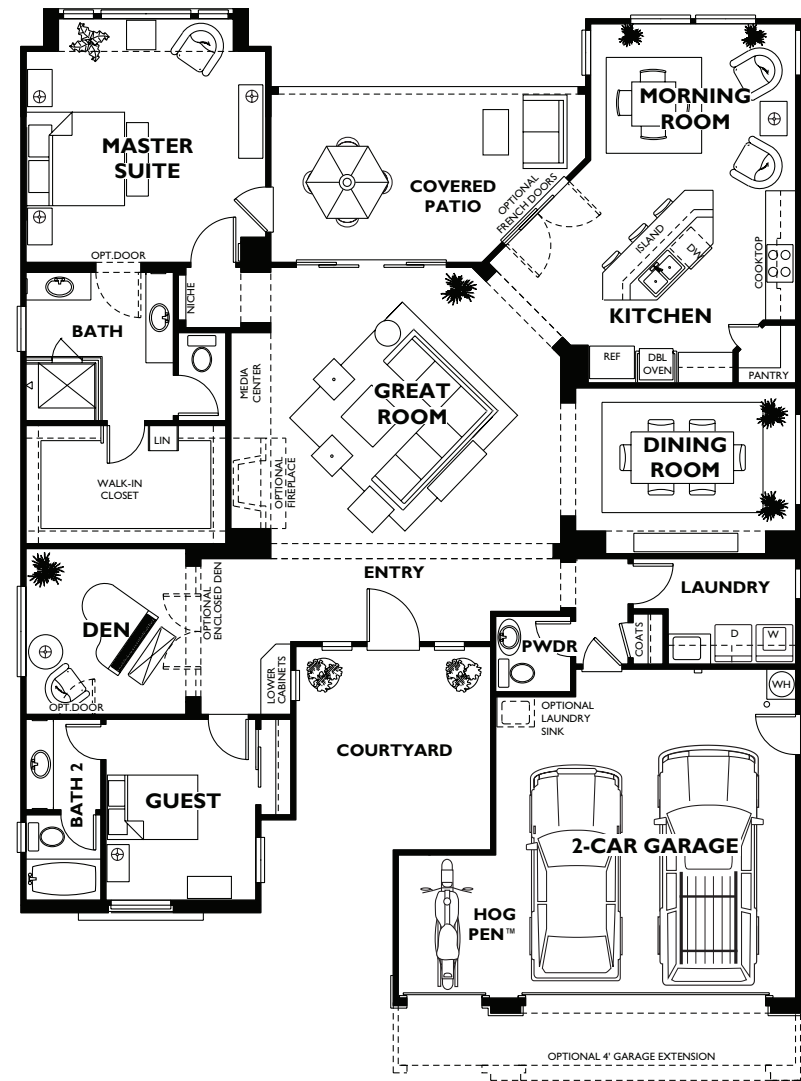 MORNING
ROOM
MASTER
SUITE
COVERED
PATIO
OPTIONAL
FRENCH DOORS
ISLAND
DW
COOKTOP
OPT.DOOR
NICHE
BATH
KITCHEN
REF
DBL
OVEN
PANTRY
MEDIA
CENTER
GREAT
ROOM
LIN
DINING
ROOM
WALK-IN
CLOSET
OPTIONAL
FIREPLACE
ENTRY
LAUNDRY
DEN
OPTIONAL
ENCLOSED DEN
PWDR
COATS
D
W
LOWER
CABINETS
WH
OPT.DOOR
OPTIONAL
LAUNDRY
SINK
COURTYARD
BATH 2
GUEST
2-CAR GARAGE
HOG
PEN™
OPTIONAL 4' GARAGE EXTENSION